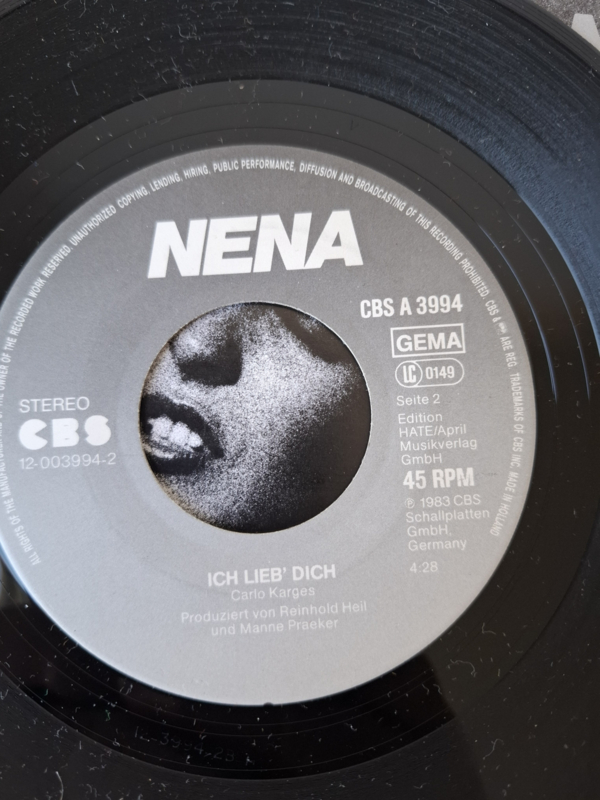 ALL RIGHTS OF THE MANUFACTURER AND OF THE OWNER OF THE RECORDED WORK RESERVED. UNAUTHORIZED COPYING, LENDING, HIRING, PUBLIC PERFORMANCE, DIFFUSION AND BROADCASTING OF THIS RECORDING PROHIBITED. CBS & ARE REG. TRADEMARKS OF CBS INC. MADE IN HOLLAND
NENA
CBS A 3994
GEMA
LC 0149
STEREO
CBS
12-003994-2
Seite 2
Edition
HATE/April
Musikverlag
GmbH
45 RPM
℗ 1983 CBS
Schallplatten
GmbH,
Germany
4:28
ICH LIEB' DICH
Carlo Karges
Produziert von Reinhold Heil
und Manne Praeker